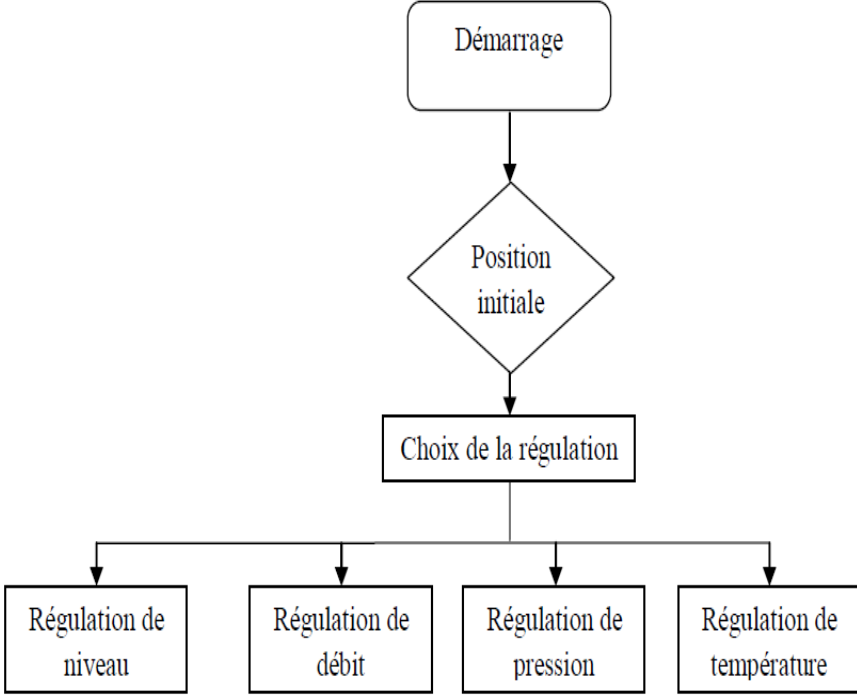 Démarrage
Position
initiale
Choix de la régulation
Régulation de
niveau
Régulation de
débit
Régulation de
pression
Régulation de
température